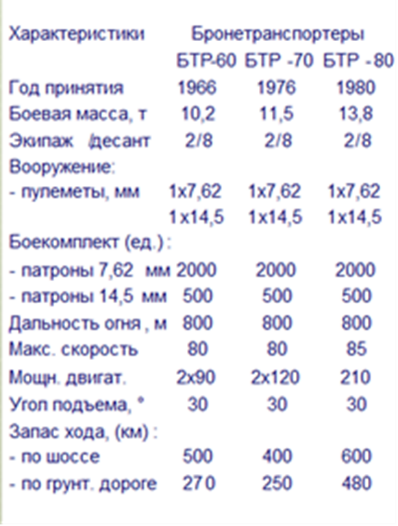 Характеристики Бронетранспортеры
БТР-60 БТР -70 БТР - 80
Год принятия 1966 1976 1980
Боевая масса, т 10,2 11,5 13,8
Экипаж /десант 2/8 2/8 2/8
Вооружение:
- пулеметы, мм 1х7,62 1х7,62 1х7,62
1х14,5 1х14,5 1х14,5
Боекомплект (ед.) :
- патроны 7,62 мм 2000 2000 2000
- патроны 14,5 мм 500 500 500
Дальность огня , м 800 800 800
Макс. скорость 80 80 85
Мощн. двигат. 2х90 2х120 210
Угол подъема, ° 30 30 30
Запас хода, (км) :
- по шоссе 500 400 600
- по грунт. дороге 270 250 480